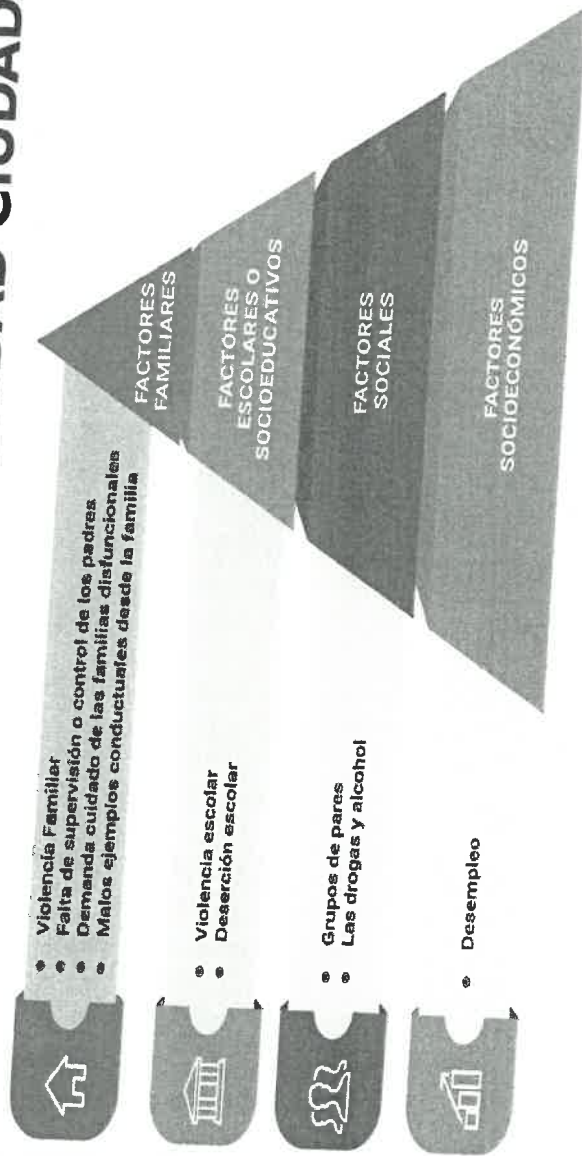 CIUDAD
Violencia Familiar
Falta de supervisión o control de los padres
Demanda cuidado de las familias disfuncionales
Malos ejemplos conductuales desde la familia
FACTORES
FAMILIARES
Violencia escolar
Deserción escolar
FACTORES
ESCOLARES O
SOCIOEDUCATIVOS
Grupos de pares
Las drogas y alcohol
FACTORES
SOCIALES
Desempleo
FACTORES
SOCIOECONÓMICOS